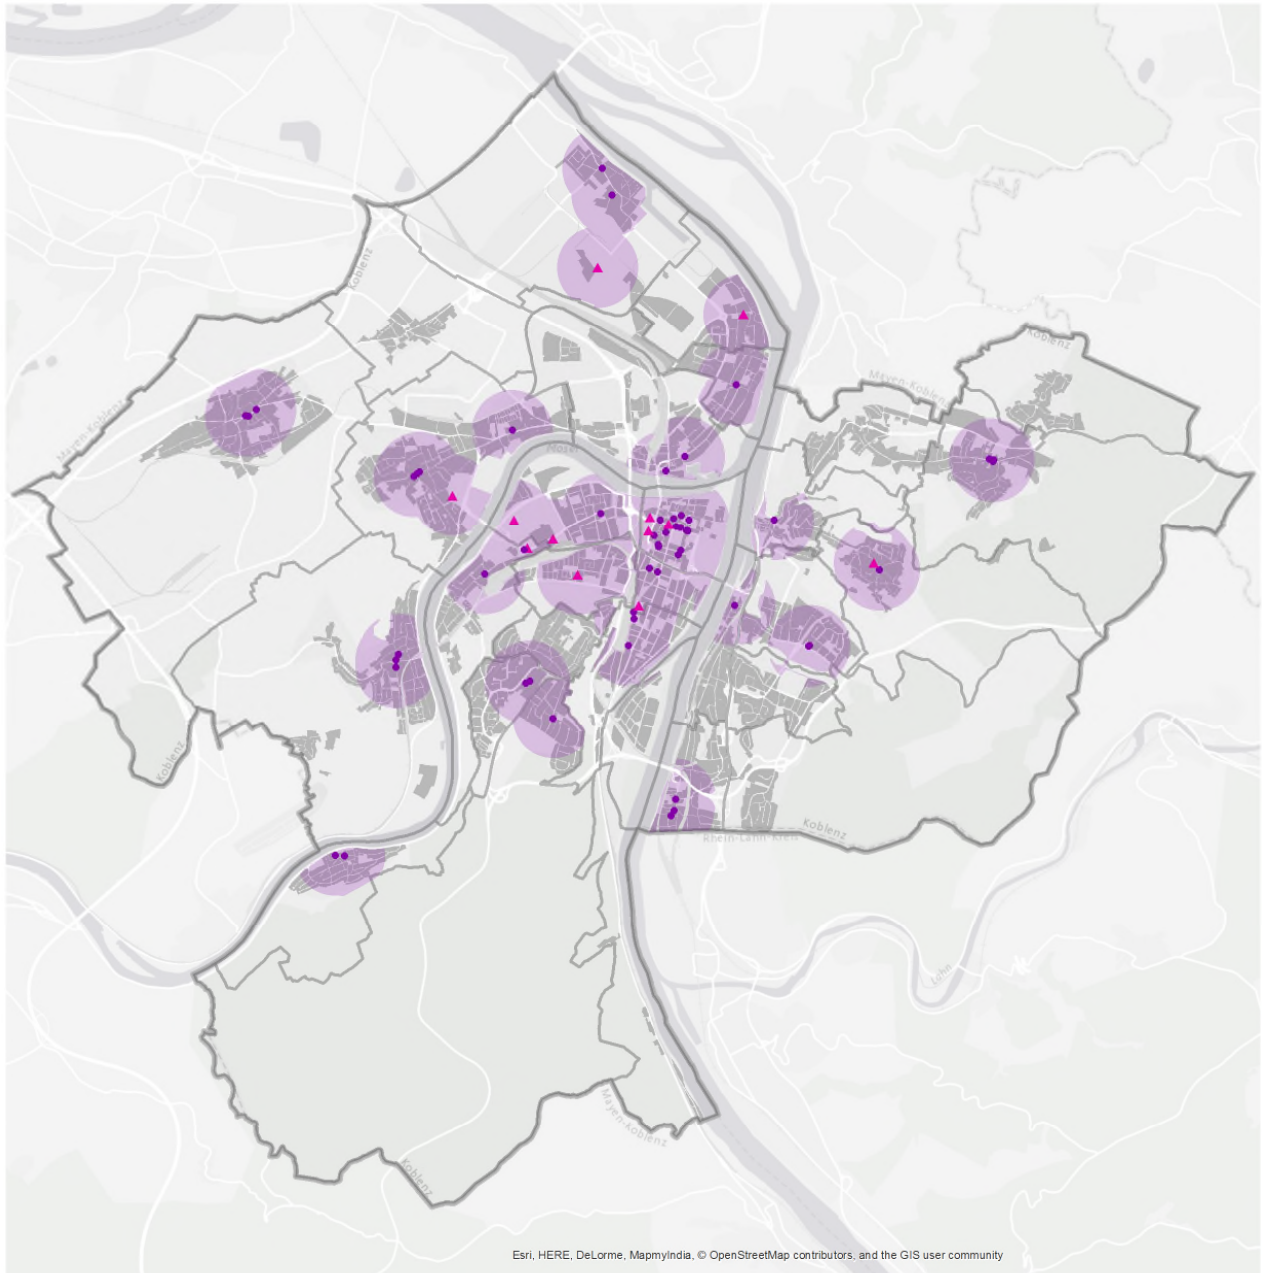 Koblenz
Koblenz
Mayen-Koblenz
Mayen-Koblenz
Mosel
Koblenz
Koblenz
Rhein-Lahn-Kreis
Lahn
Mayen-Koblenz
Koblenz
Esri, HERE, DeLorme, MapmyIndia, © OpenStreetMap contributors, and the GIS user community